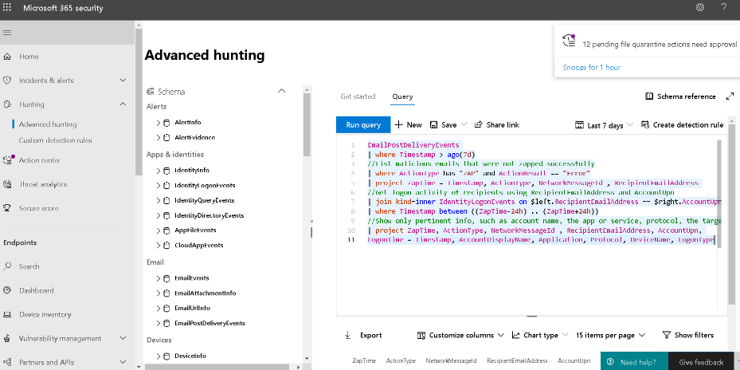 Microsoft 365 security
?
12 pending file quarantine actions need approval
Snooze for 1 hour
Home
Incidents & alerts
Hunting
Advanced hunting
Custom detection rules
Action center
Threat analytics
Secure score
Endpoints
Search
Dashboard
Device inventory
Vulnerability management
Partners and APIs
Advanced hunting
Schema
Alerts
AlertInfo
AlertEvidence
Apps & identities
IdentityInfo
IdentityLogonEvents
IdentityQueryEvents
IdentityDirectoryEvents
AppFileEvents
CloudAppEvents
Email
EmailEvents
EmailAttachmentInfo
EmailUrlInfo
EmailPostDeliveryEvents
Devices
DeviceInfo
Get started
Query
Schema reference
Run query
New
Save
Share link
Last 7 days
Create detection rule
1 EmailPostDeliveryEvents
2 | where Timestamp > ago(7d)
3 //List malicious emails that were not zapped successfully
4 | where ActionType has "ZAP" and ActionResult == "Error"
5 | project ZapTime = Timestamp, ActionType, NetworkMessageId , RecipientEmailAddress
6 //Get logon activity of recipients using RecipientEmailAddress and AccountUpn
7 | join kind=inner IdentityLogonEvents on $left.RecipientEmailAddress == $right.AccountUpn
8 | where Timestamp between ((ZapTime-24h) .. (ZapTime+24h))
9 //Show only pertinent info, such as account name, the app or service, protocol, the targe
10 | project ZapTime, ActionType, NetworkMessageId , RecipientEmailAddress, AccountUpn,
11 LogonTime = Timestamp, AccountDisplayName, Application, Protocol, DeviceName, LogonType
Export
Customize columns
Chart type
15 items per page
Show filters
ZapTime ActionType NetworkMessageId RecipientEmailAddress AccountUpn
Need help?
Give feedback